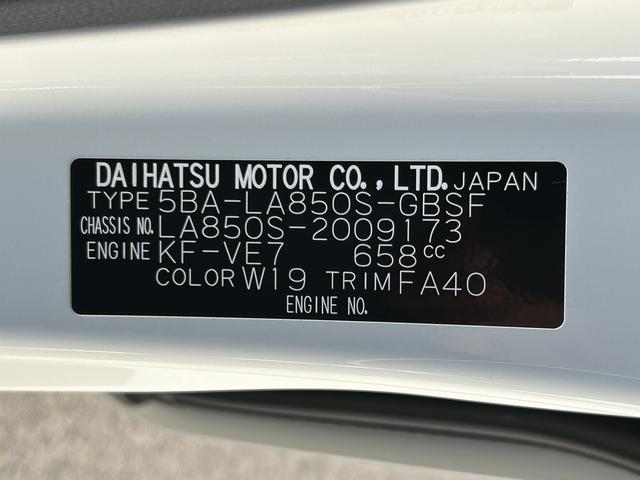 DAIHATSU MOTOR CO.,LTD. JAPAN
TYPE 5BA-LA850S-GBSF
CHASSIS NO. LA850S-2009173
ENGINE KF-VE7 658cc
COLOR W19 TRIM FA40
ENGINE NO.